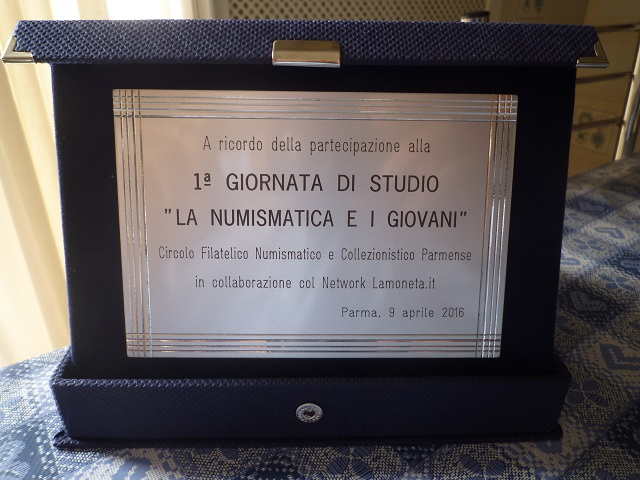 A ricordo della partecipazione alla
1ª GIORNATA DI STUDIO
"LA NUMISMATICA E I GIOVANI"
Circolo Filatelico Numismatico e Collezionistico Parmense
in collaborazione col Network Lamoneta.it
Parma, 9 aprile 2016